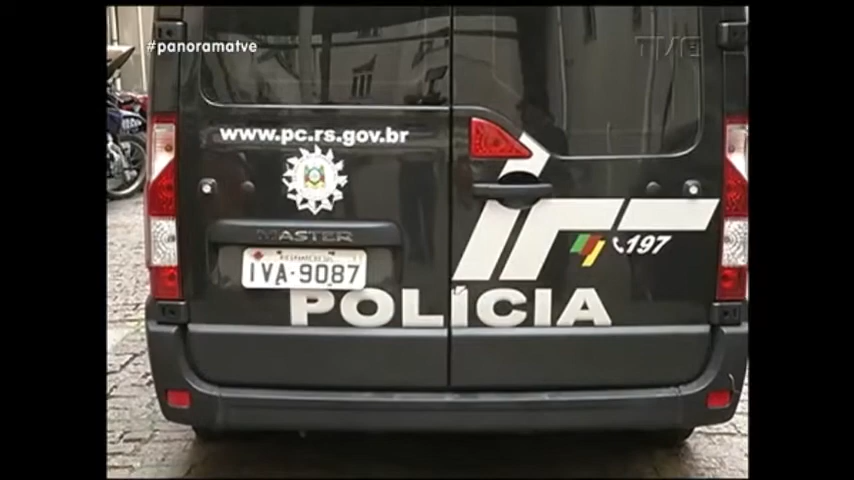 #panoramatve
TVE
www.pc.rs.gov.br
MASTER
197
IVA-9087
POLÍCIA